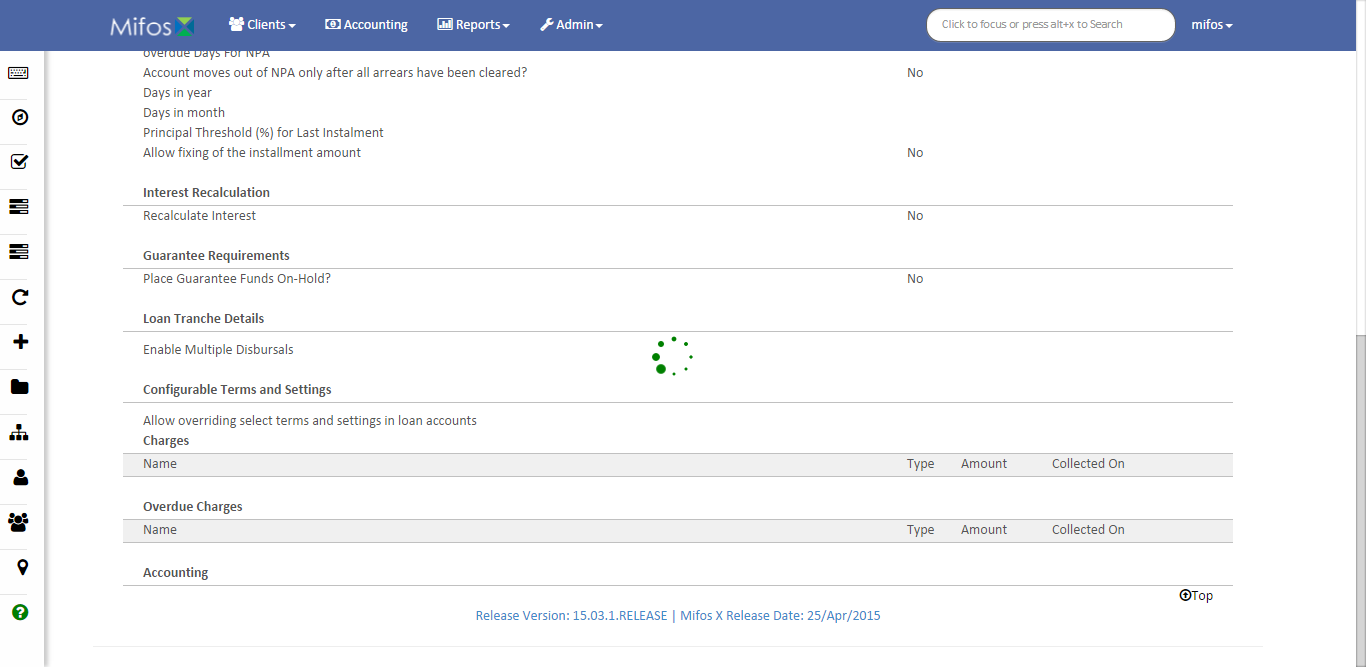 Mifos X Clients Accounting Reports Admin Click to focus or press alt+x to Search mifos
overdue Days For NPA
Account moves out of NPA only after all arrears have been cleared? No
Days in year
Days in month
Principal Threshold (%) for Last Instalment
Allow fixing of the installment amount No
Interest Recalculation
Recalculate Interest No
Guarantee Requirements
Place Guarantee Funds On-Hold? No
Loan Tranche Details
Enable Multiple Disbursals
Configurable Terms and Settings
Allow overriding select terms and settings in loan accounts
Charges
Name Type Amount Collected On
Overdue Charges
Name Type Amount Collected On
Accounting
Top
Release Version: 15.03.1.RELEASE | Mifos X Release Date: 25/Apr/2015